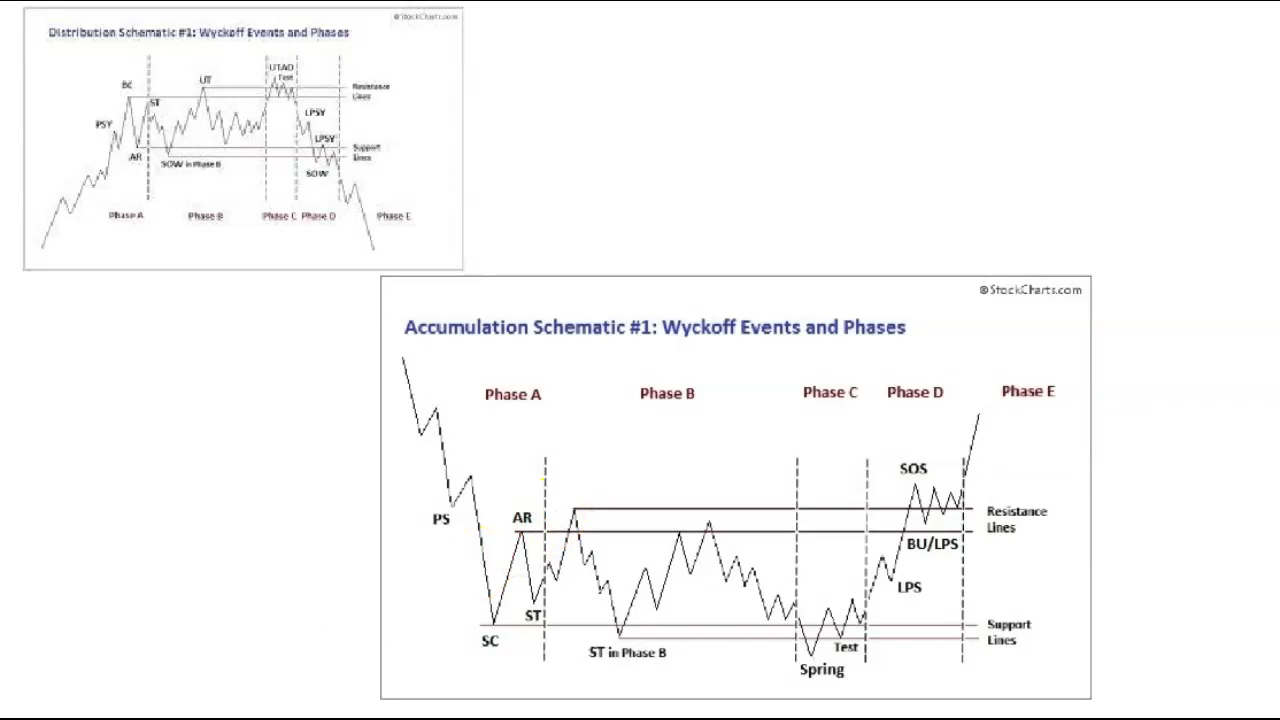 ©StockCharts.com
Distribution Schematic #1: Wyckoff Events and Phases
UTAD
Test
BC
UT
Resistance
Lines
ST
PSY
LPSY
LPSY
AR
SOW in Phase B
Support
Lines
SOW
Phase A
Phase B
Phase C
Phase D
Phase E
©StockCharts.com
Accumulation Schematic #1: Wyckoff Events and Phases
Phase A
Phase B
Phase C
Phase D
Phase E
SOS
PS
AR
Resistance
Lines
BU/LPS
LPS
ST
SC
Support
Lines
ST in Phase B
Test
Spring